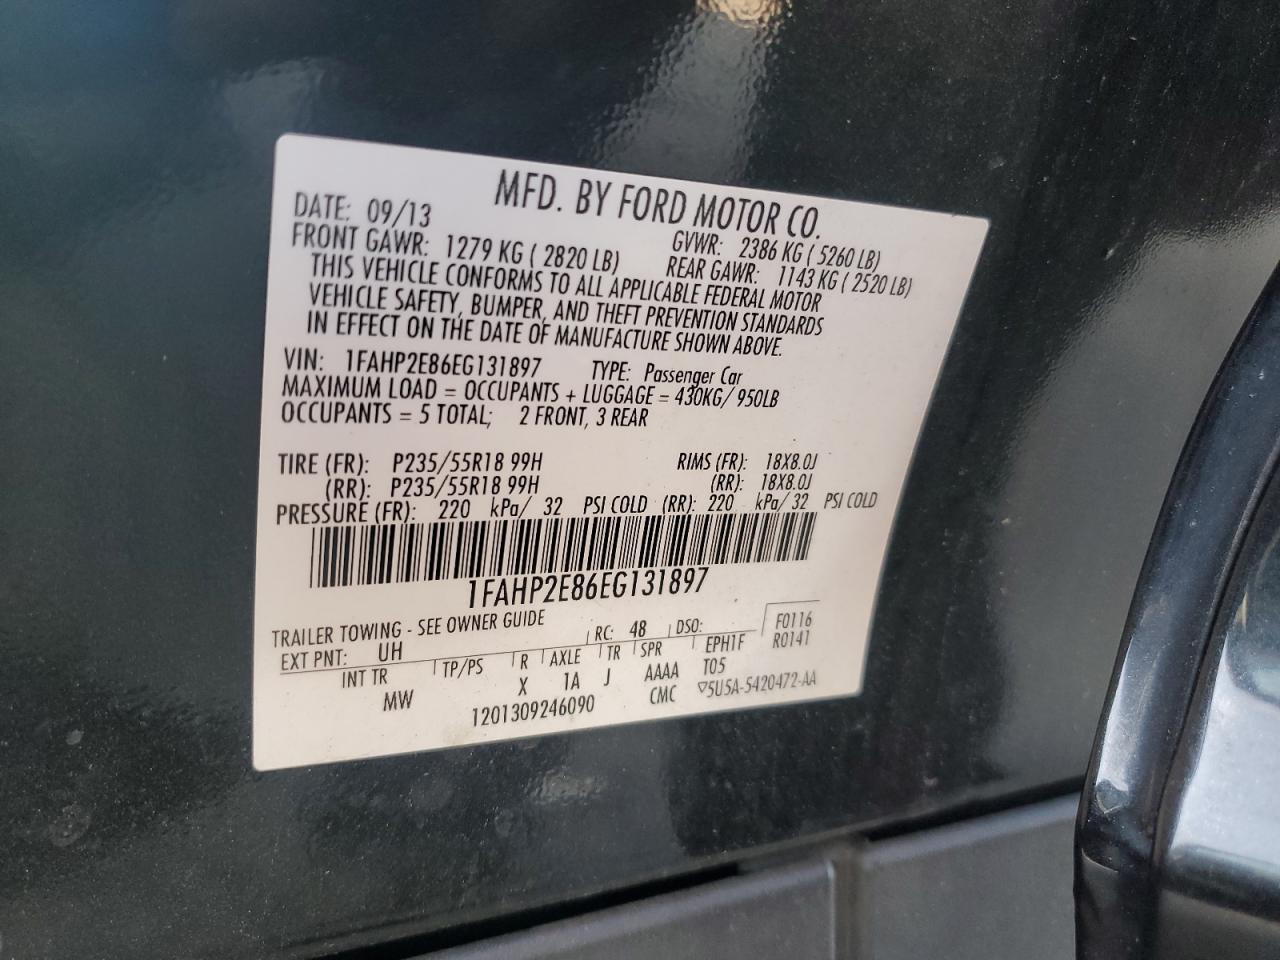 MFD. BY FORD MOTOR CO.
DATE: 09/13 GVWR: 2386 KG ( 5260 LB)
FRONT GAWR: 1279 KG ( 2820 LB) REAR GAWR: 1143 KG ( 2520 LB)
THIS VEHICLE CONFORMS TO ALL APPLICABLE FEDERAL MOTOR
VEHICLE SAFETY, BUMPER, AND THEFT PREVENTION STANDARDS
IN EFFECT ON THE DATE OF MANUFACTURE SHOWN ABOVE.
VIN: 1FAHP2E86EG131897 TYPE: Passenger Car
MAXIMUM LOAD = OCCUPANTS + LUGGAGE = 430KG/ 950LB
OCCUPANTS = 5 TOTAL; 2 FRONT, 3 REAR
TIRE (FR): P235/55R18 99H RIMS (FR): 18X8.0J
(RR): P235/55R18 99H (RR): 18X8.0J
PRESSURE (FR): 220 kPa/ 32 PSI COLD (RR): 220 kPa/ 32 PSI COLD
1FAHP2E86EG131897
TRAILER TOWING - SEE OWNER GUIDE F0116
EXT PNT: UH RC: 48 DSO: R0141
INT TR TP/PS R AXLE TR SPR EPH1F
MW X 1A J AAAA T05
1201309246090 CMC ▽5U5A-5420472-AA